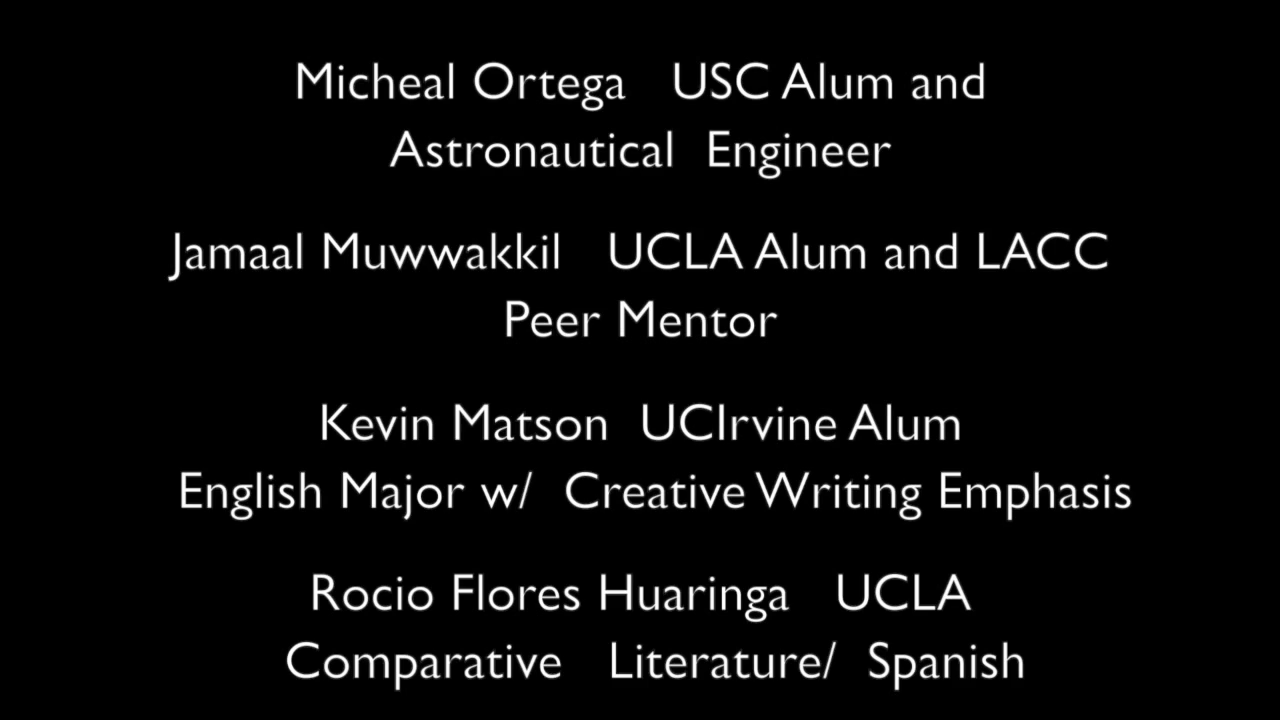 Micheal Ortega USC Alum and
Astronautical Engineer
Jamaal Muwwakkil UCLA Alum and LACC
Peer Mentor
Kevin Matson UCIrvine Alum
English Major w/ Creative Writing Emphasis
Rocio Flores Huaringa UCLA
Comparative Literature/ Spanish